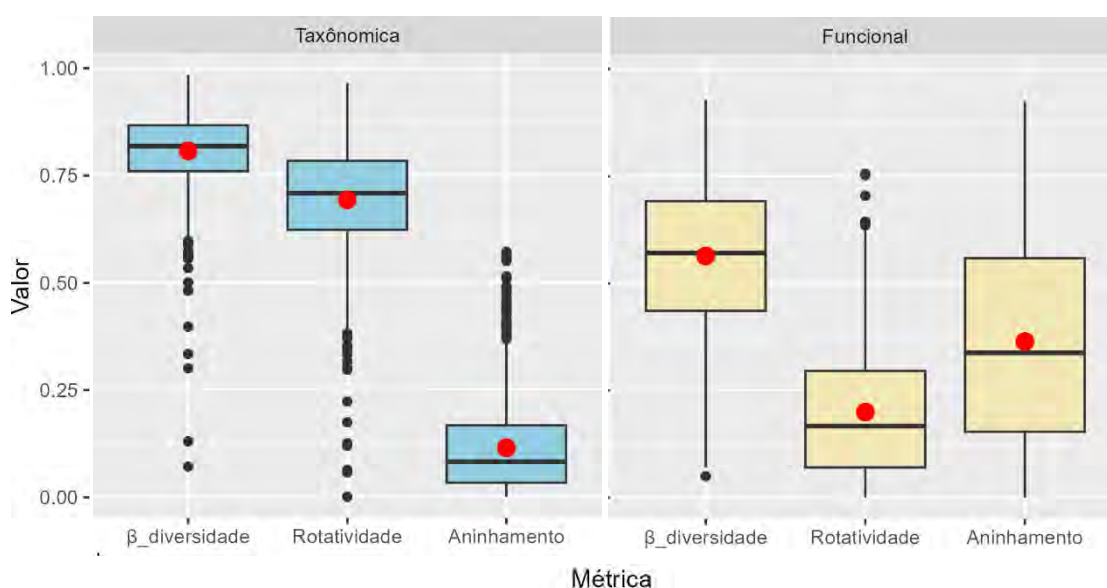 Taxônomica
Funcional
Valor
1.00
0.75
0.50
0.25
0.00
β_diversidade Rotatividade Aninhamento
β_diversidade Rotatividade Aninhamento
Métrica